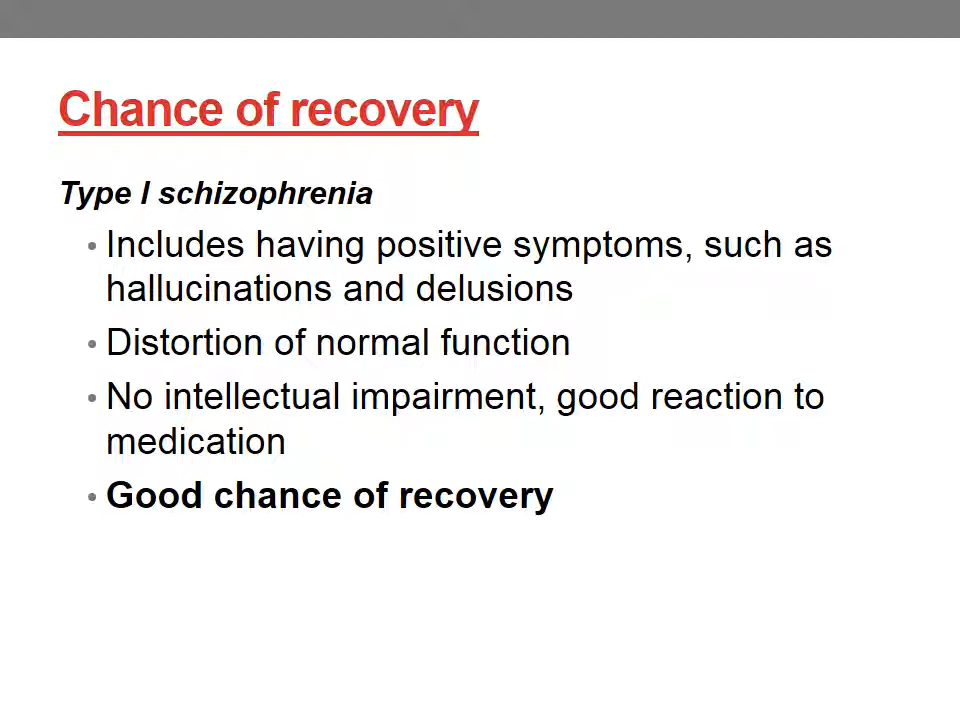 Chance of recovery
Type I schizophrenia
• Includes having positive symptoms, such as
hallucinations and delusions
• Distortion of normal function
• No intellectual impairment, good reaction to
medication
• Good chance of recovery